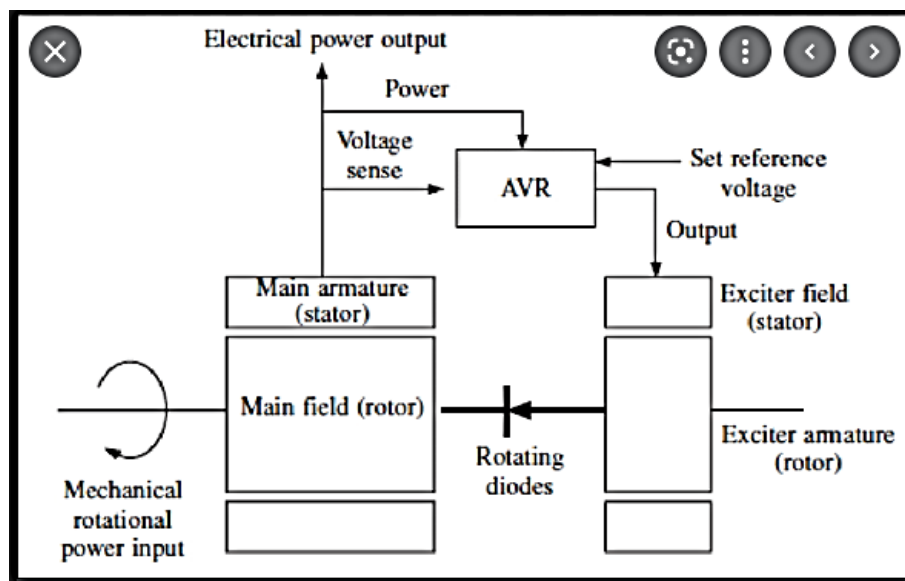 Electrical power output
Power
Voltage
sense
AVR
Set reference
voltage
Output
Main armature
(stator)
Exciter field
(stator)
Main field (rotor)
Rotating
diodes
Exciter armature
(rotor)
Mechanical
rotational
power input